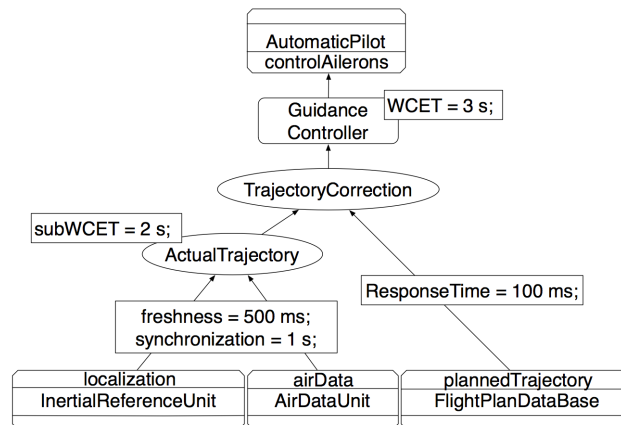 AutomaticPilot
controlAilerons
Guidance
Controller
WCET = 3 s;
TrajectoryCorrection
subWCET = 2 s;
ActualTrajectory
ResponseTime = 100 ms;
freshness = 500 ms;
synchronization = 1 s;
localization
InertialReferenceUnit
airData
AirDataUnit
plannedTrajectory
FlightPlanDataBase